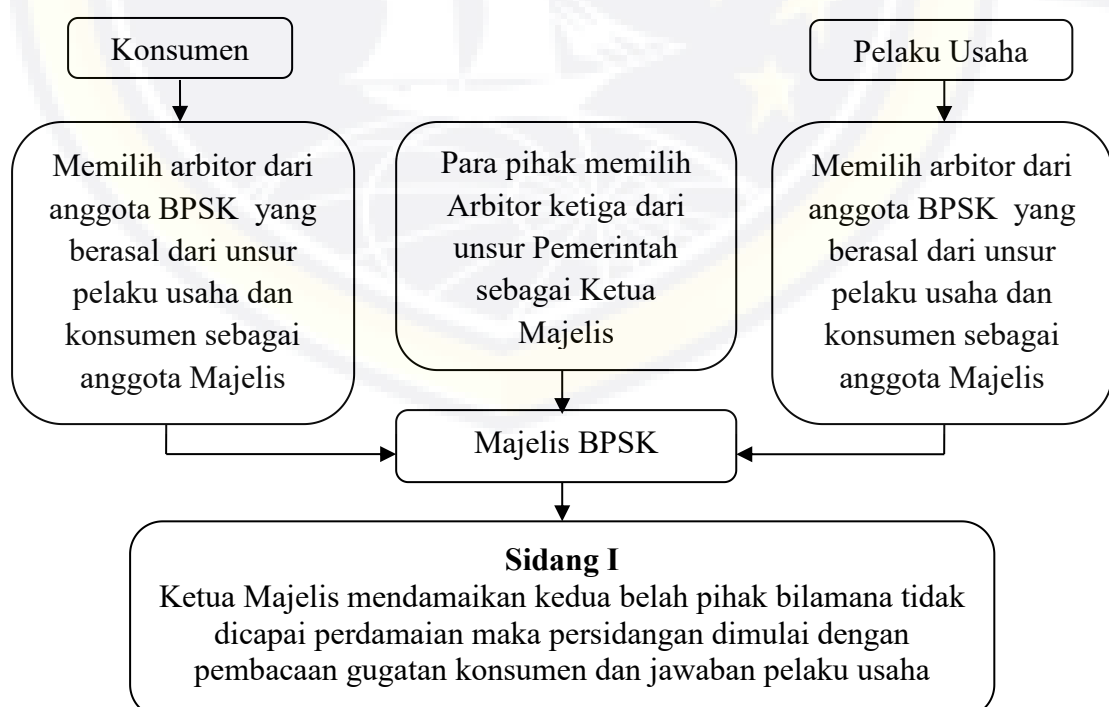 Konsumen
Pelaku Usaha
Memilih arbitor dari
anggota BPSK yang
berasal dari unsur
pelaku usaha dan
konsumen sebagai
anggota Majelis
Para pihak memilih
Arbitor ketiga dari
unsur Pemerintah
sebagai Ketua
Majelis
Memilih arbitor dari
anggota BPSK yang
berasal dari unsur
pelaku usaha dan
konsumen sebagai
anggota Majelis
Majelis BPSK
Sidang I
Ketua Majelis mendamaikan kedua belah pihak bilamana tidak
dicapai perdamaian maka persidangan dimulai dengan
pembacaan gugatan konsumen dan jawaban pelaku usaha